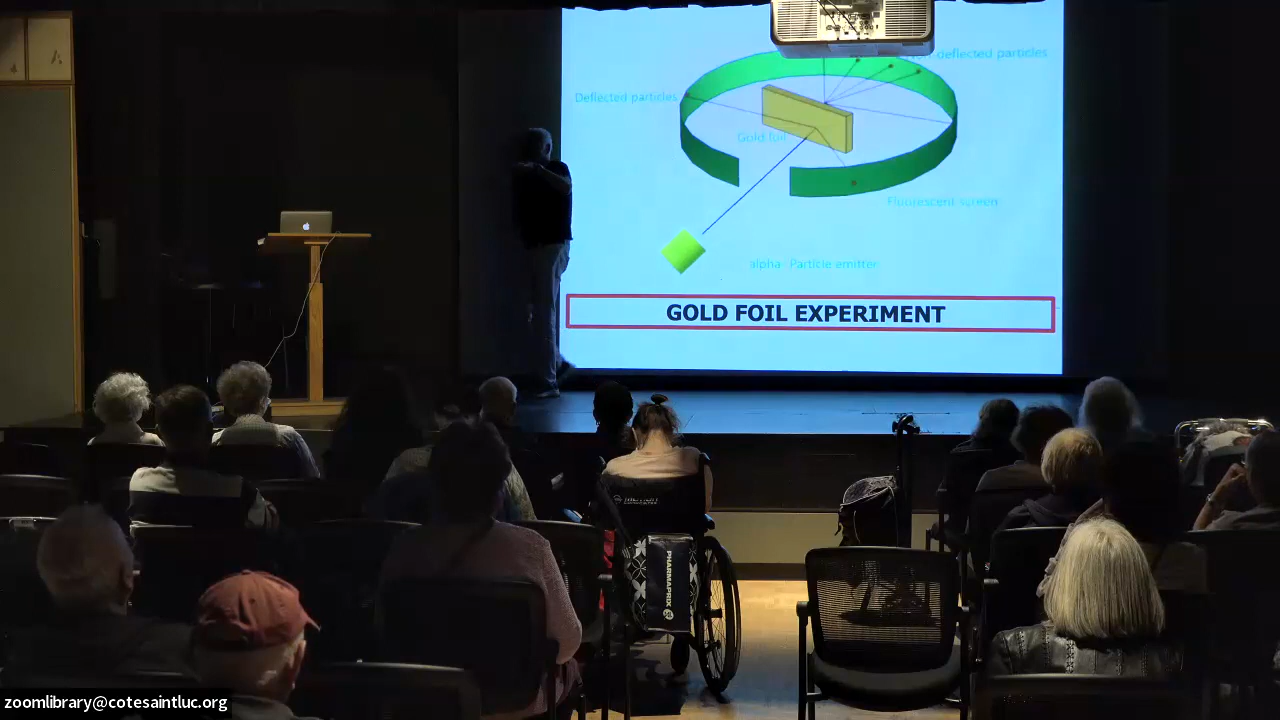 deflected particles
Deflected particles
Gold foil
Fluorescent screen
alpha- Particle emitter
GOLD FOIL EXPERIMENT
PHARMAPRIX
zoomlibrary@cotesaintluc.org